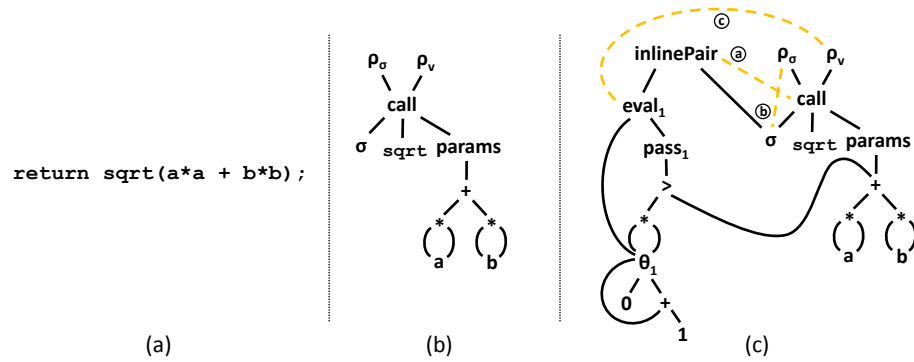 return sqrt(a*a + b*b);
(a)
ρσ ρv
call
σ sqrt params
+
* *
a b
(b)
ⓒ
inlinePair ⓐ ρσ ρv
eval1 ⓑ call
σ sqrt params
pass1
> +
* * *
a b
θ1
0 +
1
(c)